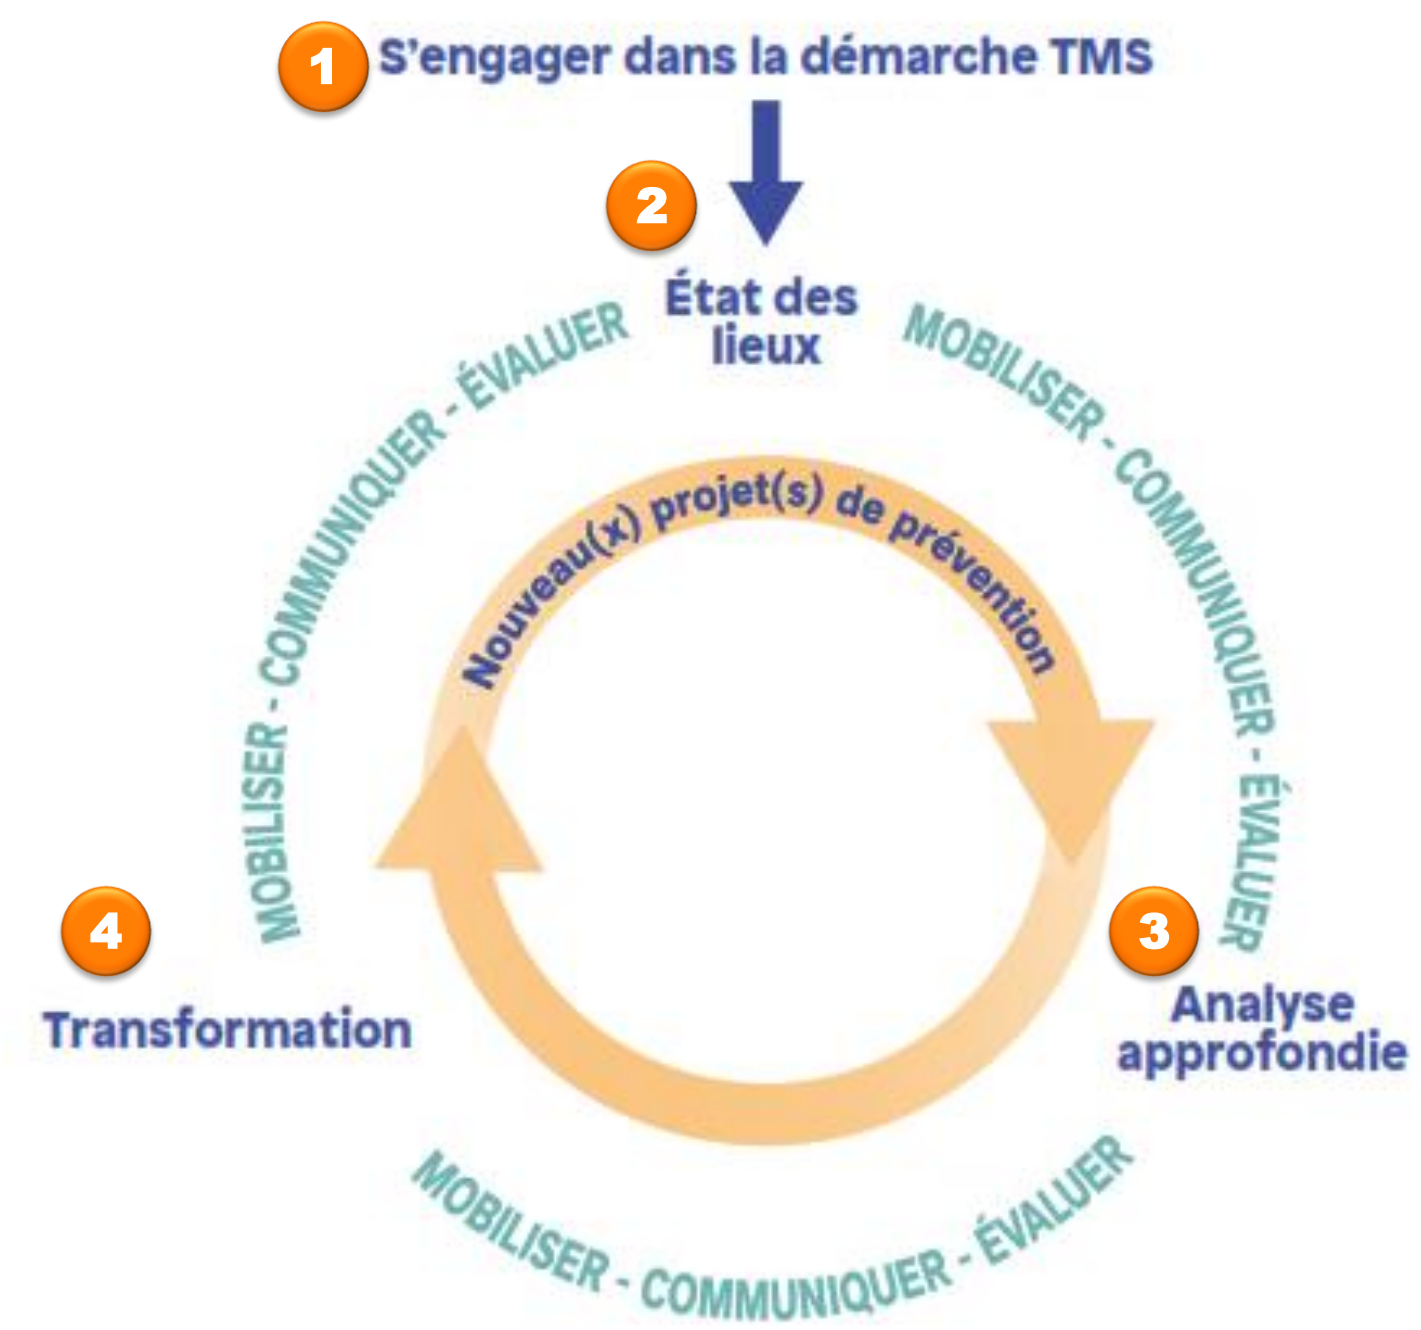 1 S'engager dans la démarche TMS
2
État des
lieux
MOBILISER - COMMUNIQUER - ÉVALUER
MOBILISER - COMMUNIQUER - ÉVALUER
Nouveau(x) projet(s) de prévention
4
Transformation
3
Analyse
approfondie
MOBILISER - COMMUNIQUER - ÉVALUER